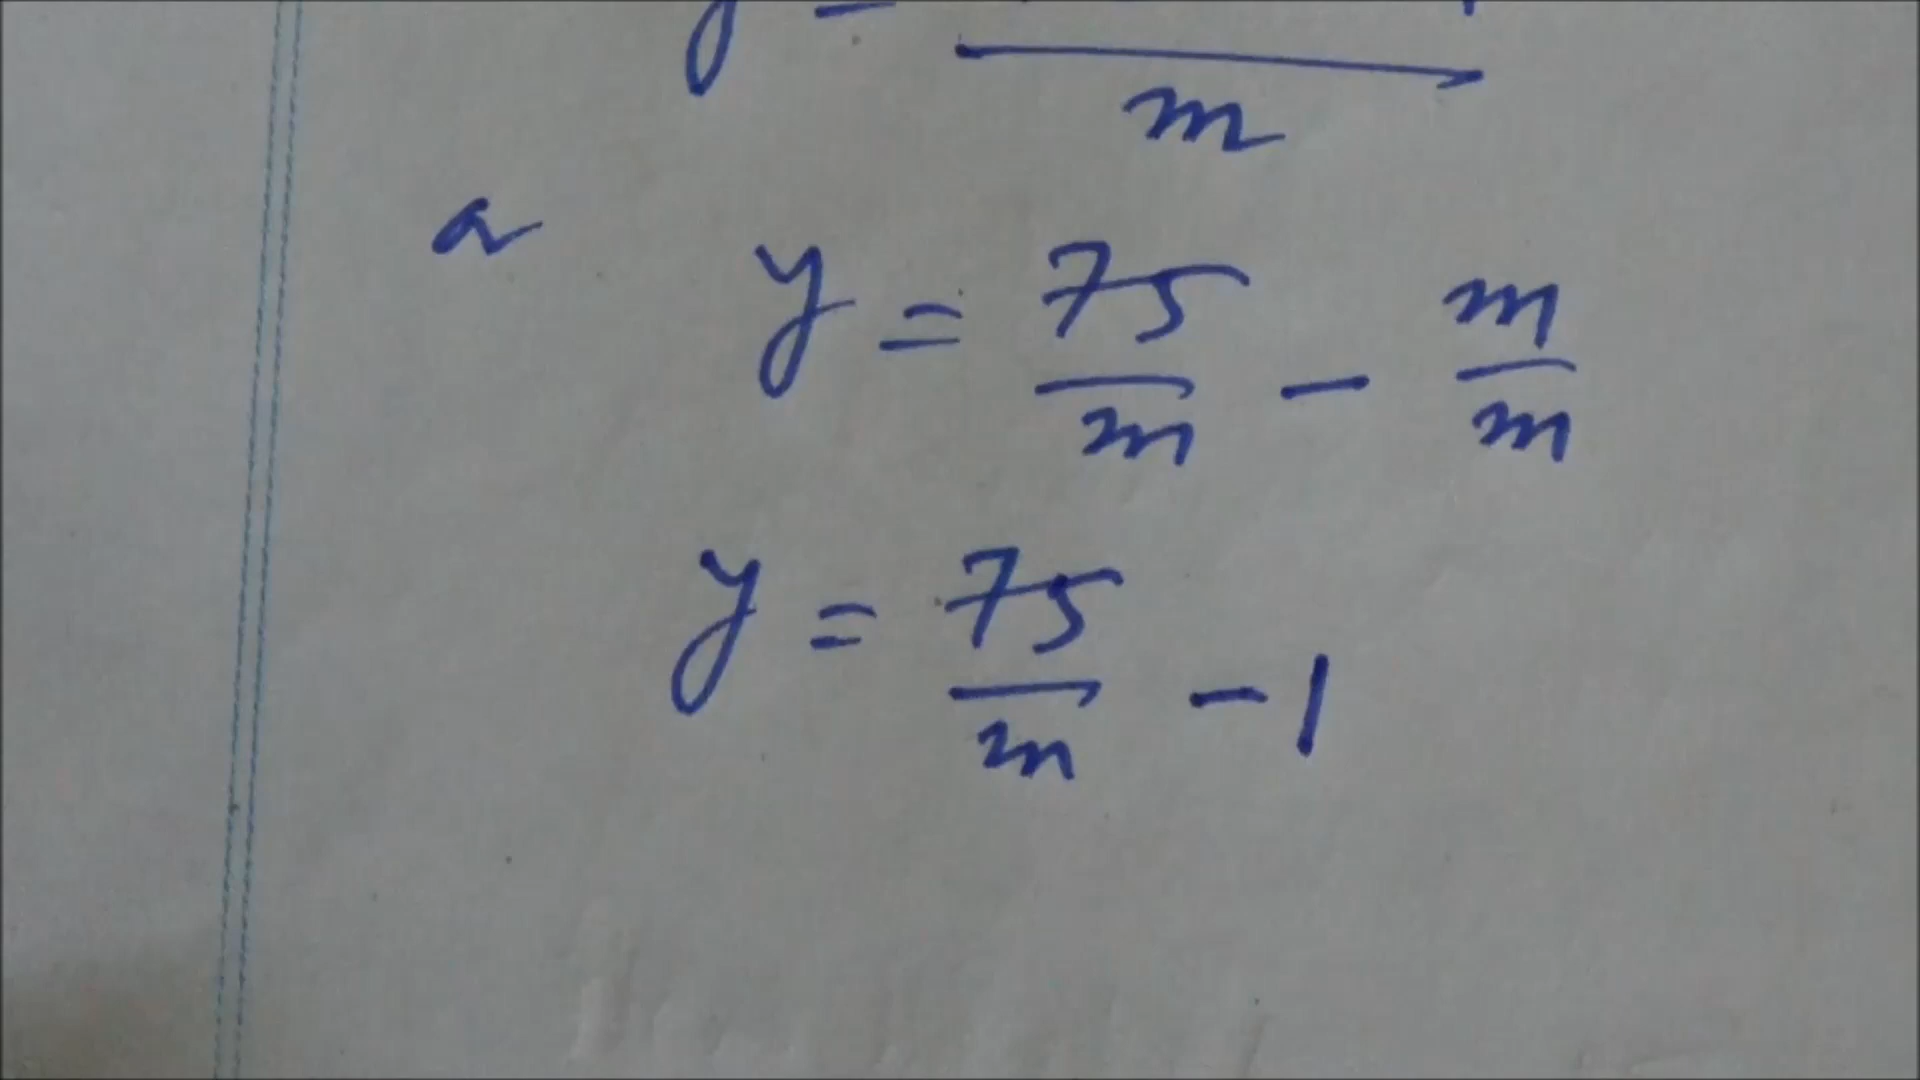 y =
m
a y = 75/m - m/m
y = 75/m - 1